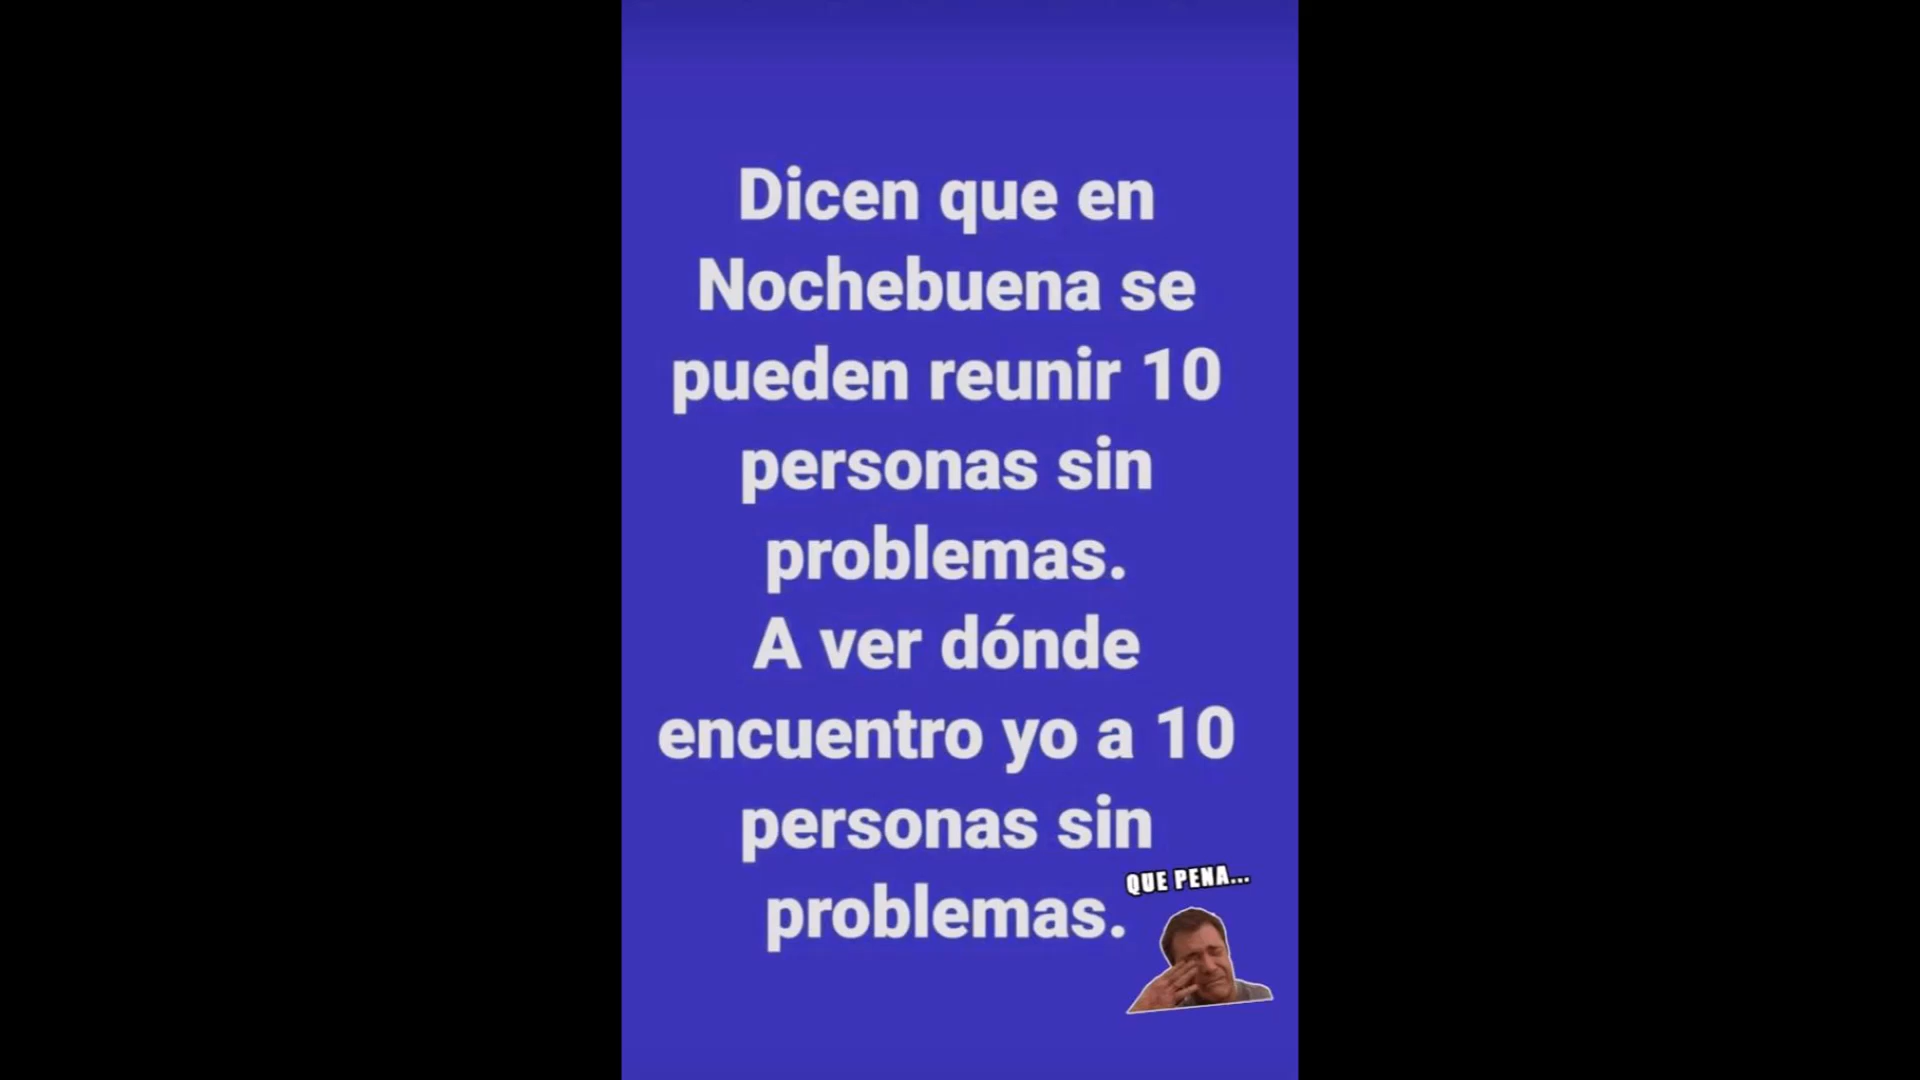 Dicen que en
Nochebuena se
pueden reunir 10
personas sin
problemas.
A ver dónde
encuentro yo a 10
personas sin
problemas.
QUE PENA...